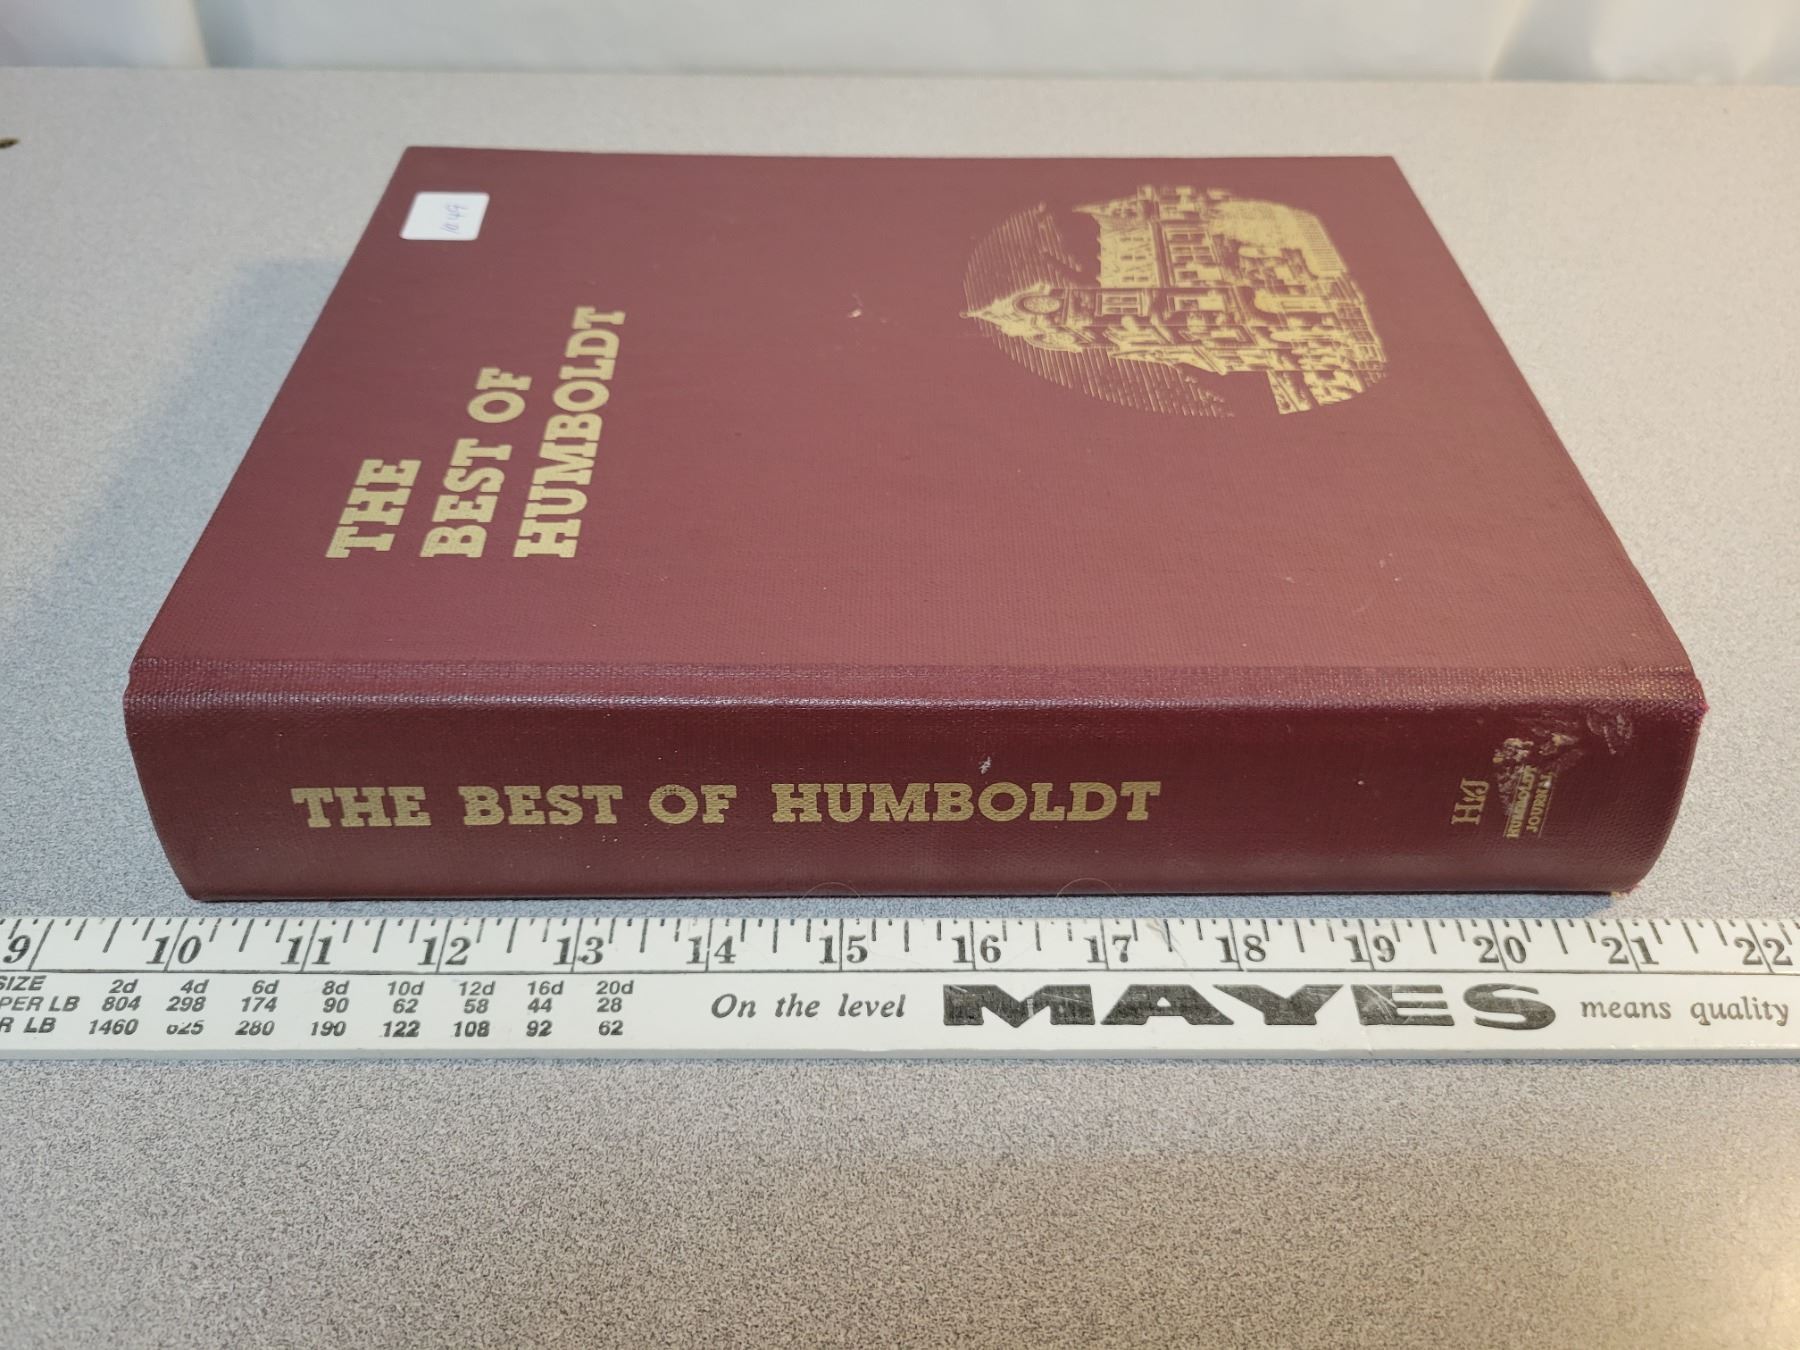 1049
THE
BEST OF
HUMBOLDT
THE BEST OF HUMBOLDT
HJ
HUMBOLDT
JOURNAL
9 10 11 12 13 14 15 16 17 18 19 20 21 22
SIZE 2d 4d 6d 8d 10d 12d 16d 20d
PER LB 804 298 174 90 62 58 44 28
R LB 1460 625 280 190 122 108 92 62
On the level MAYES means quality